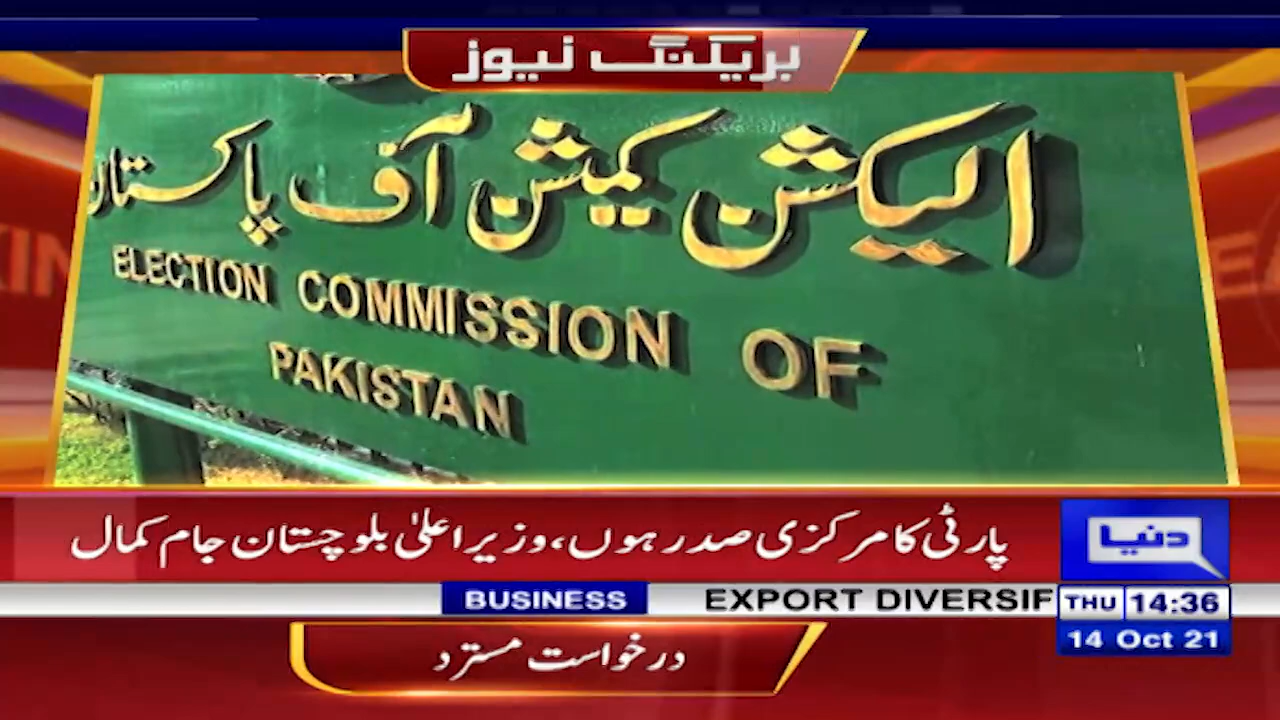 بریکنگ نیوز
الیکشن کمیشن آف پاکستان
ELECTION COMMISSION OF
PAKISTAN
پارٹی کا مرکزی صدر ہوں، وزیر اعلیٰ بلوچستان جام کمال
دنیا
BUSINESS EXPORT DIVERSIF
THU 14:36
14 Oct 21
درخواست مسترد